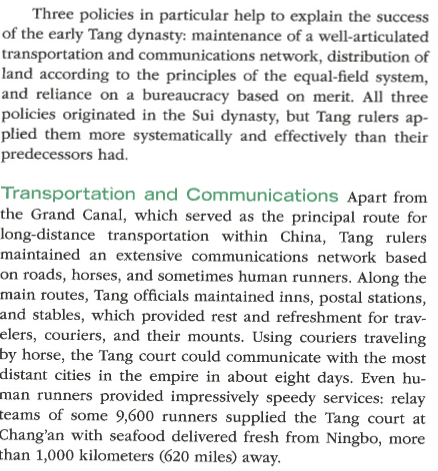 Three policies in particular help to explain the success
of the early Tang dynasty: maintenance of a well-articulated
transportation and communications network, distribution of
land according to the principles of the equal-field system,
and reliance on a bureaucracy based on merit. All three
policies originated in the Sui dynasty, but Tang rulers ap-
plied them more systematically and effectively than their
predecessors had.
Transportation and Communications Apart from
the Grand Canal, which served as the principal route for
long-distance transportation within China, Tang rulers
maintained an extensive communications network based
on roads, horses, and sometimes human runners. Along the
main routes, Tang officials maintained inns, postal stations,
and stables, which provided rest and refreshment for trav-
elers, couriers, and their mounts. Using couriers traveling
by horse, the Tang court could communicate with the most
distant cities in the empire in about eight days. Even hu-
man runners provided impressively speedy services: relay
teams of some 9,600 runners supplied the Tang court at
Chang'an with seafood delivered fresh from Ningbo, more
than 1,000 kilometers (620 miles) away.